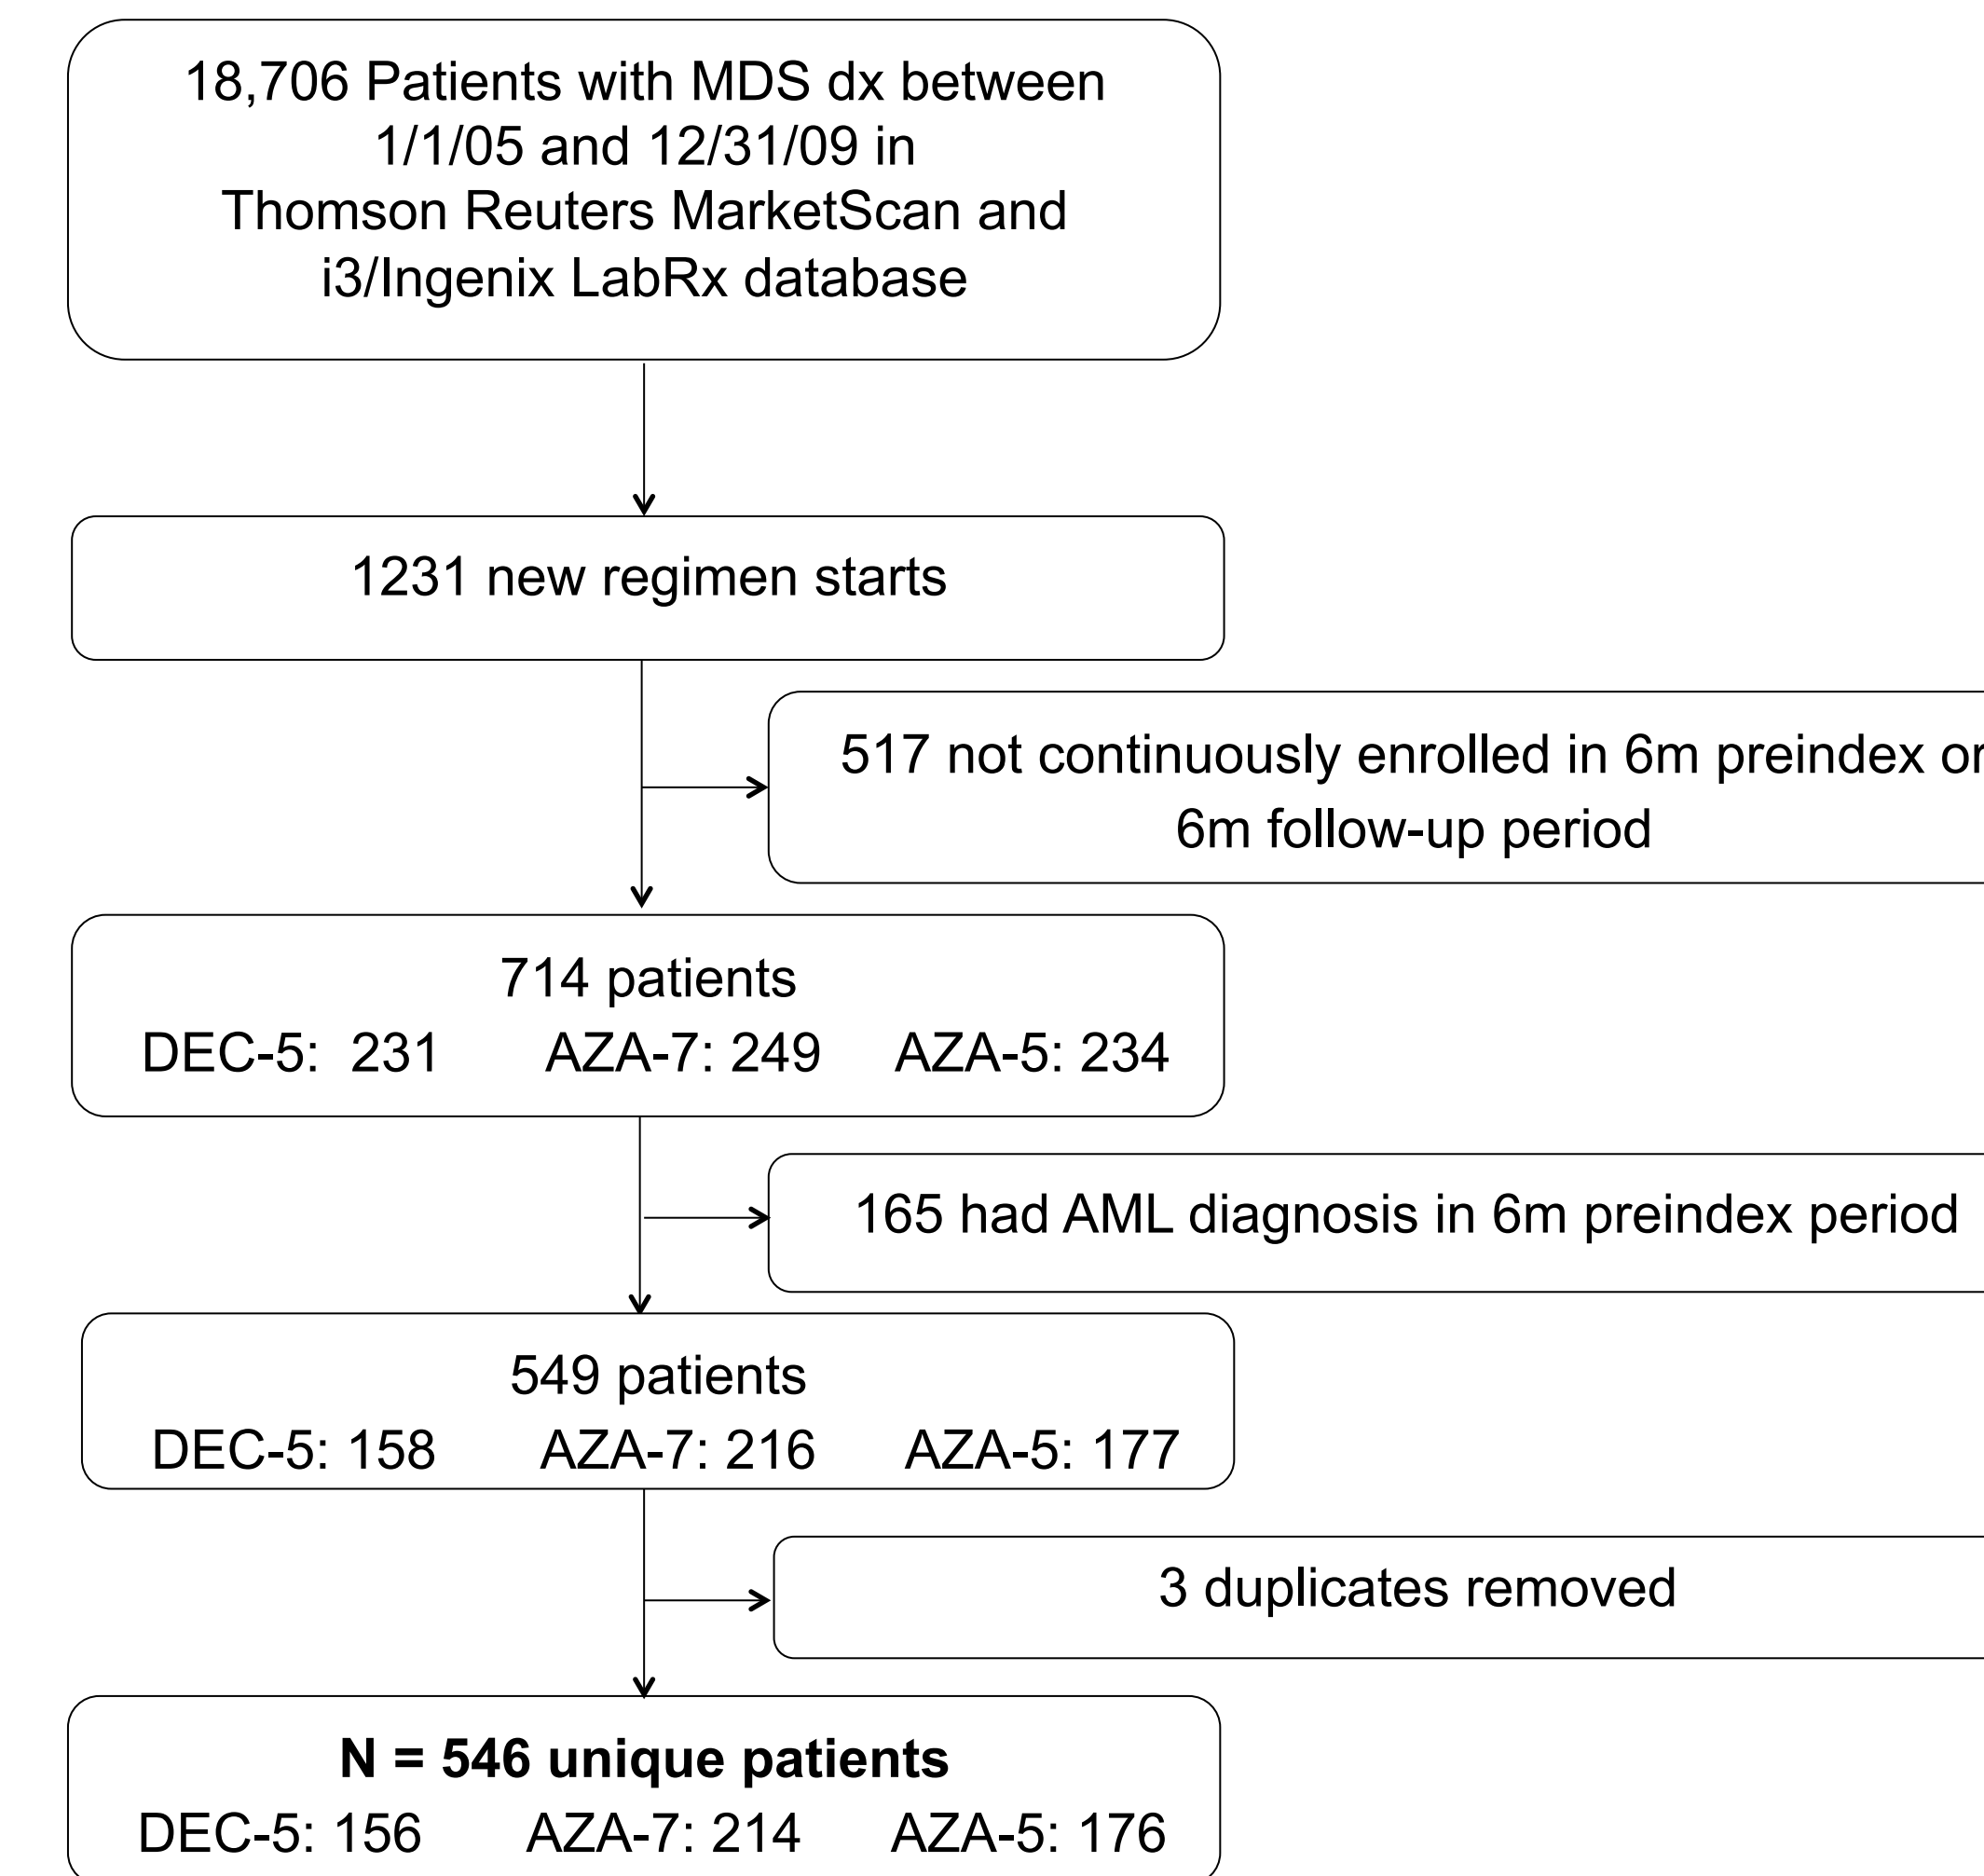 18,706 Patients with MDS dx between
1/1/05 and 12/31/09 in
Thomson Reuters MarketScan and
i3/Ingenix LabRx database
1231 new regimen starts
517 not continuously enrolled in 6m preindex or
6m follow-up period
714 patients
DEC-5: 231 AZA-7: 249 AZA-5: 234
165 had AML diagnosis in 6m preindex period
549 patients
DEC-5: 158 AZA-7: 216 AZA-5: 177
3 duplicates removed
N = 546 unique patients
DEC-5: 156 AZA-7: 214 AZA-5: 176